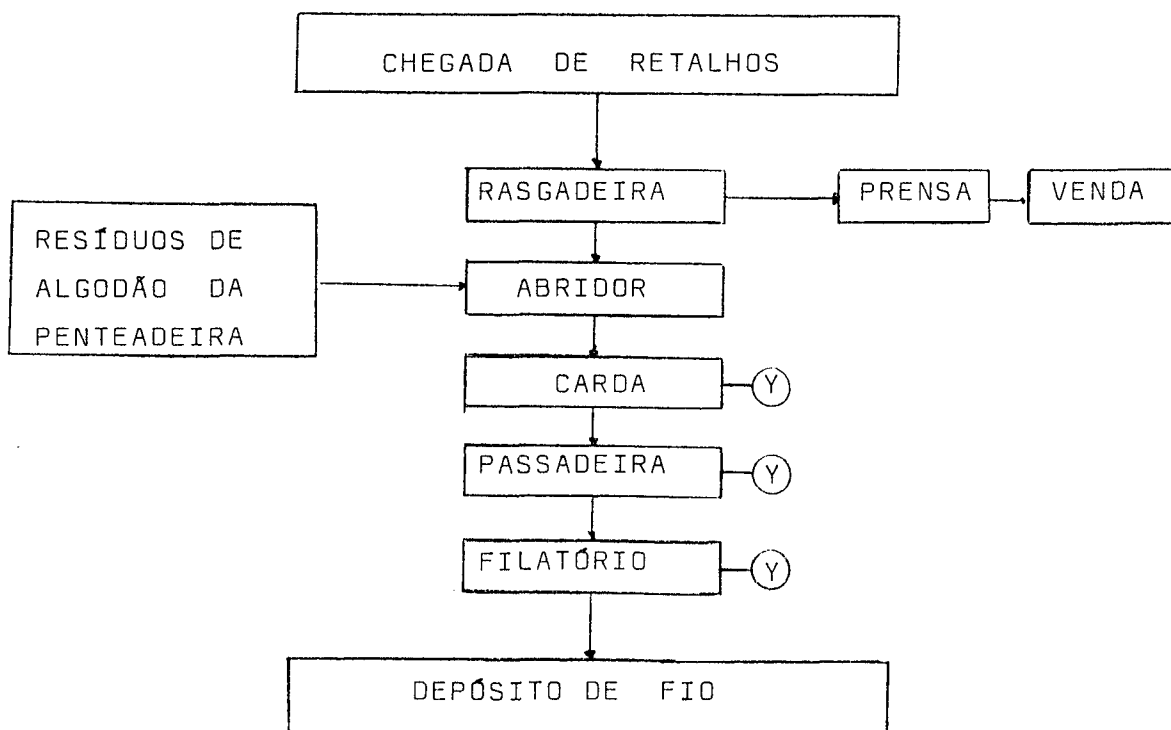 CHEGADA DE RETALHOS
RASGADEIRA
PRENSA
VENDA
RESÍDUOS DE
ALGODÃO DA
PENTEADEIRA
ABRIDOR
CARDA
Y
PASSADEIRA
Y
FILATÓRIO
Y
DEPÓSITO DE FIO